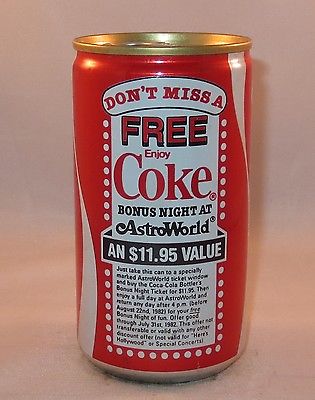 DON'T MISS A
FREE
Enjoy
Coke®
BONUS NIGHT AT
AstroWorld®
AN $11.95 VALUE
Just take this can to a specially
marked AstroWorld ticket window
and buy the Coca-Cola Bottler's
Bonus Night Ticket for $11.95. Then
enjoy a full day at AstroWorld and
return any day after 4 p.m. (before
August 22nd, 1982) for your free
Bonus Night of fun. Offer good
through July 31st, 1982. This offer not
transferable or valid with any other
discount offer (not valid for "Here's
Hollywood" or Special Concerts).